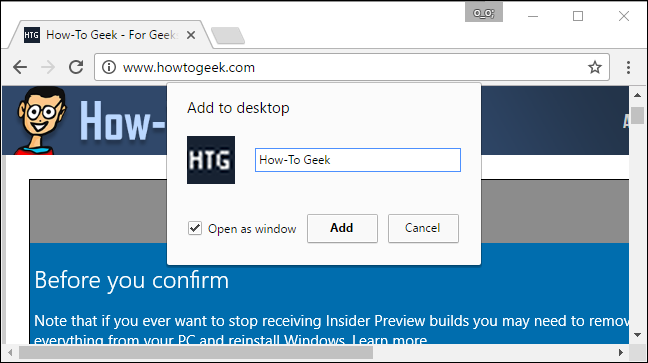 o_o;
HTG How-To Geek - For Geek
www.howtogeek.com
How-
A
Add to desktop
HTG
How-To Geek
Open as window
Add
Cancel
Before you confirm
Note that if you ever want to stop receiving Insider Preview builds you may need to remov
everything from your PC and reinstall Windows. Learn more